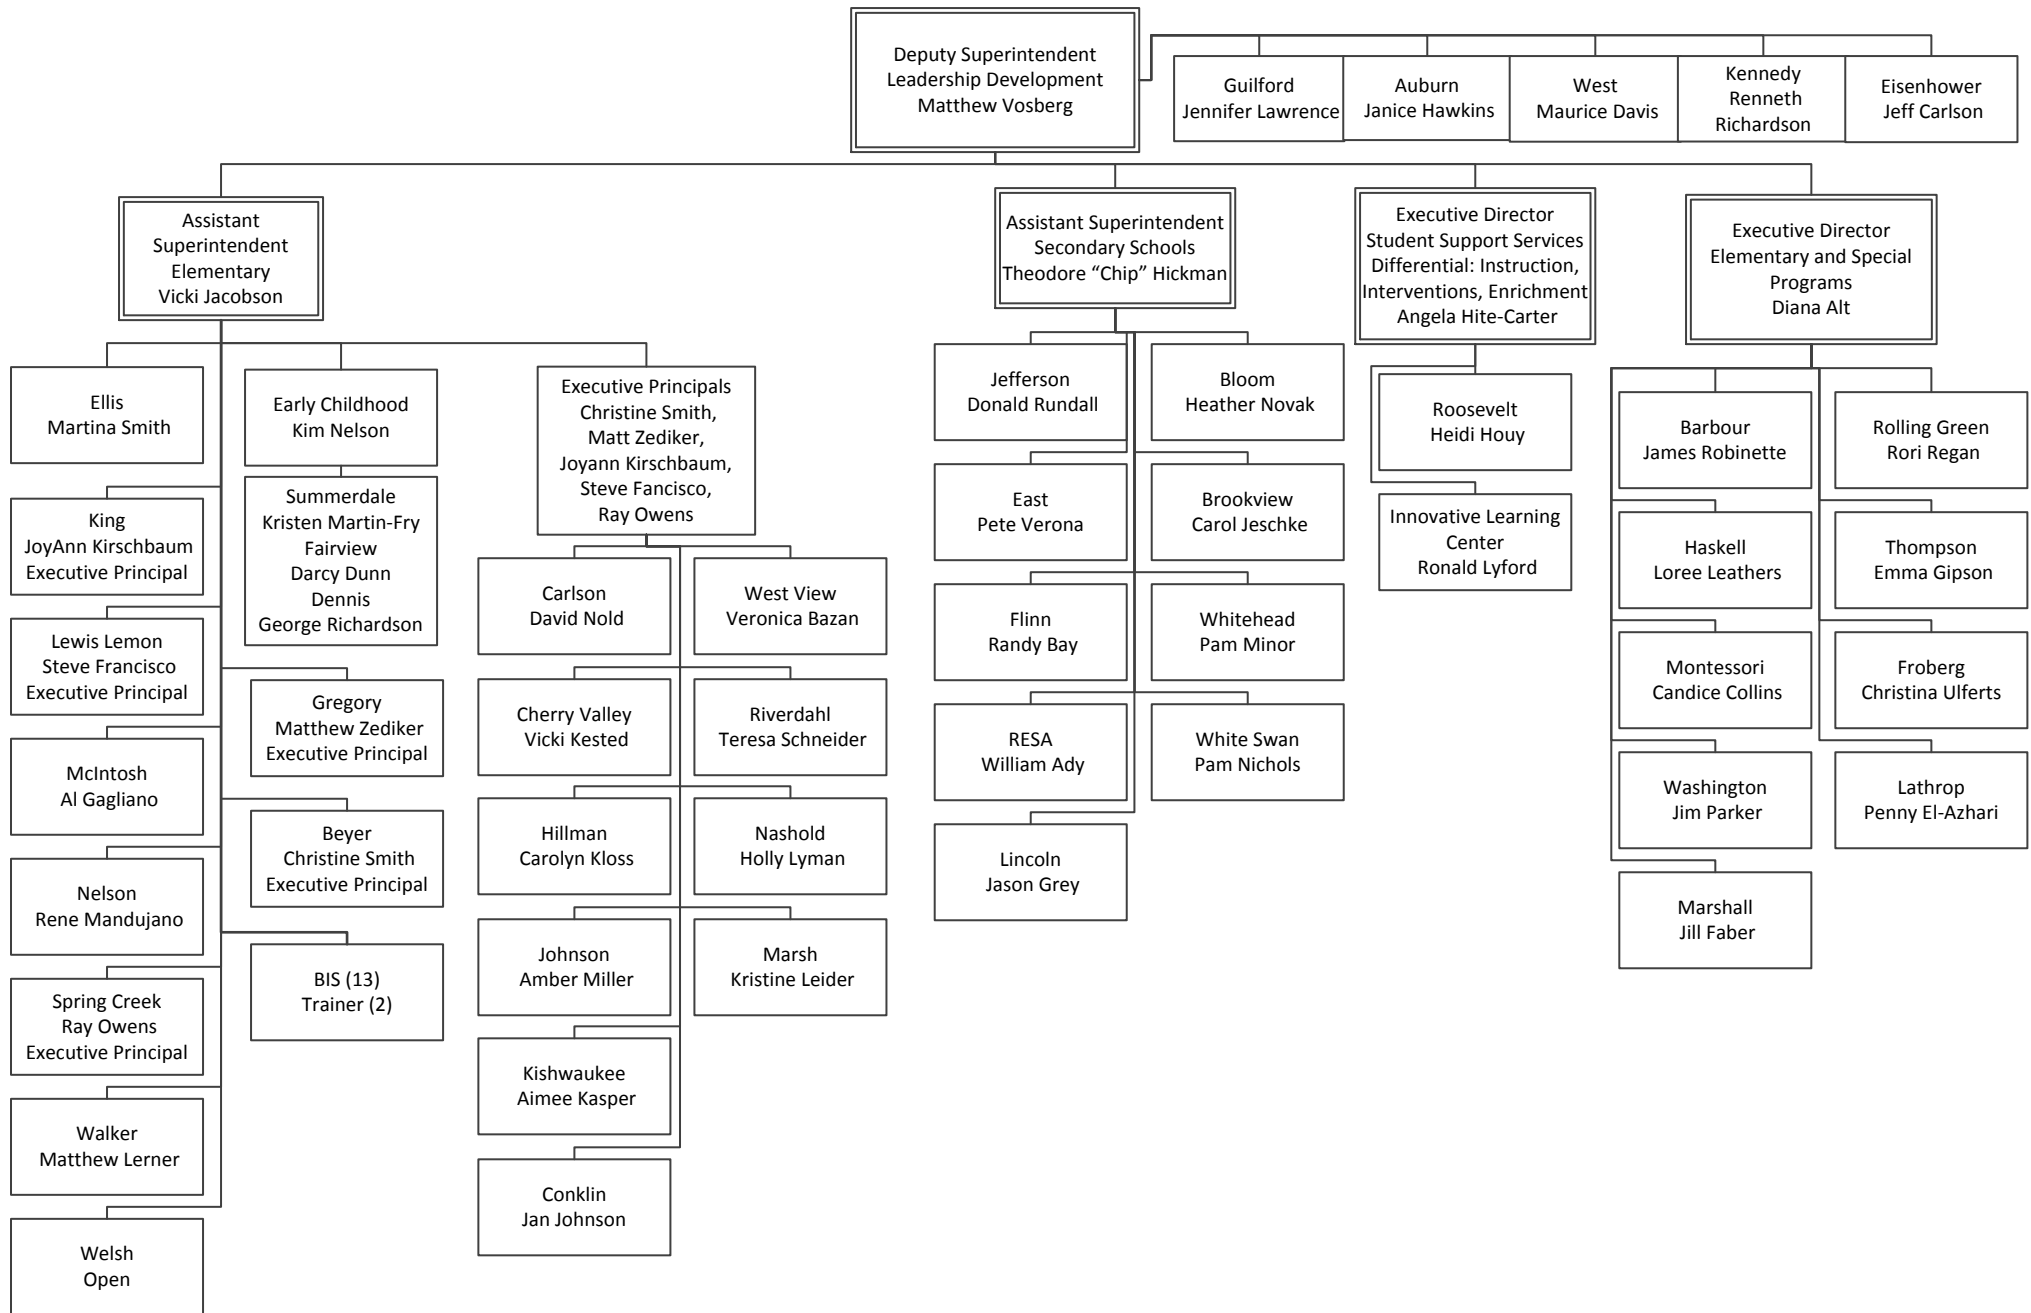 Deputy Superintendent
Leadership Development
Matthew Vosberg
Guilford
Jennifer Lawrence
Auburn
Janice Hawkins
West
Maurice Davis
Kennedy
Renneth
Richardson
Eisenhower
Jeff Carlson
Assistant
Superintendent
Elementary
Vicki Jacobson
Assistant Superintendent
Secondary Schools
Theodore “Chip” Hickman
Executive Director
Student Support Services
Differential: Instruction,
Interventions, Enrichment
Angela Hite-Carter
Executive Director
Elementary and Special
Programs
Diana Alt
Ellis
Martina Smith
King
JoyAnn Kirschbaum
Executive Principal
Lewis Lemon
Steve Francisco
Executive Principal
McIntosh
Al Gagliano
Nelson
Rene Mandujano
Spring Creek
Ray Owens
Executive Principal
Walker
Matthew Lerner
Welsh
Open
Early Childhood
Kim Nelson
Summerdale
Kristen Martin-Fry
Fairview
Darcy Dunn
Dennis
George Richardson
Gregory
Matthew Zediker
Executive Principal
Beyer
Christine Smith
Executive Principal
BIS (13)
Trainer (2)
Executive Principals
Christine Smith,
Matt Zediker,
Joyann Kirschbaum,
Steve Fancisco,
Ray Owens
Carlson
David Nold
West View
Veronica Bazan
Cherry Valley
Vicki Kested
Riverdahl
Teresa Schneider
Hillman
Carolyn Kloss
Nashold
Holly Lyman
Johnson
Amber Miller
Marsh
Kristine Leider
Kishwaukee
Aimee Kasper
Conklin
Jan Johnson
Jefferson
Donald Rundall
Bloom
Heather Novak
East
Pete Verona
Brookview
Carol Jeschke
Flinn
Randy Bay
Whitehead
Pam Minor
RESA
William Ady
White Swan
Pam Nichols
Lincoln
Jason Grey
Roosevelt
Heidi Houy
Innovative Learning
Center
Ronald Lyford
Barbour
James Robinette
Rolling Green
Rori Regan
Haskell
Loree Leathers
Thompson
Emma Gipson
Montessori
Candice Collins
Froberg
Christina Ulferts
Washington
Jim Parker
Lathrop
Penny El-Azhari
Marshall
Jill Faber